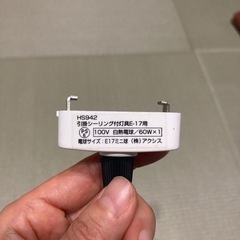 HS942
引掛シーリング付灯具E-17用
100V 白熱電球/60W×1
電球サイズ:E17ミニ球 (株)アクシス